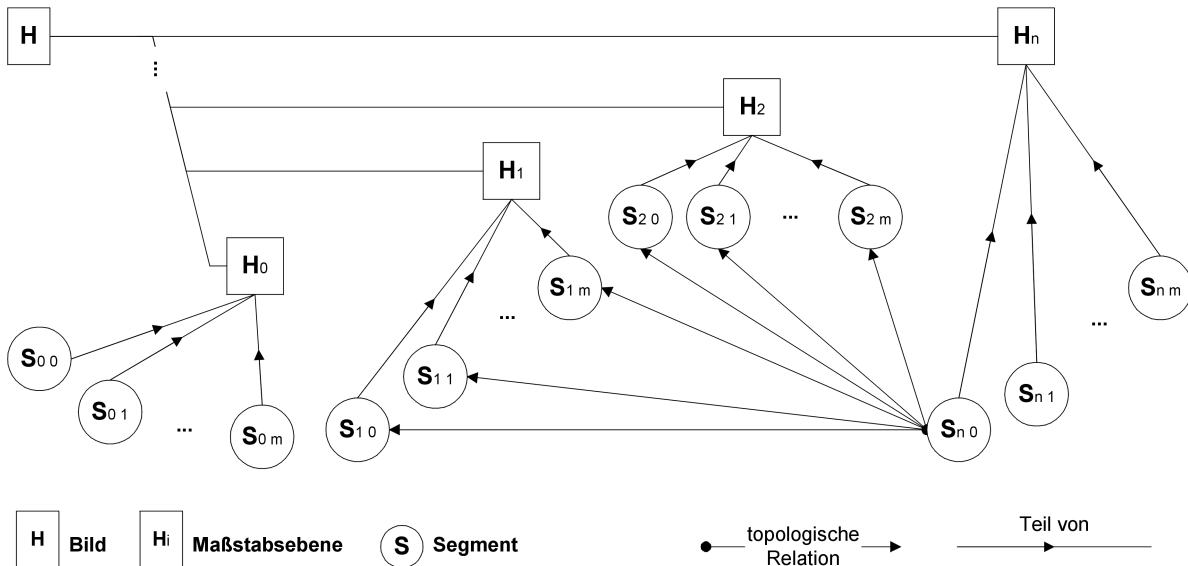 H
Hn
...
H2
H1
S2 0
S2 1
...
S2 m
H0
S1 m
Sn m
...
...
S0 0
S1 1
Sn 1
S0 1
...
S0 m
S1 0
Sn 0
H Bild
Hi Maßstabsebene
S Segment
topologische
Relation
Teil von